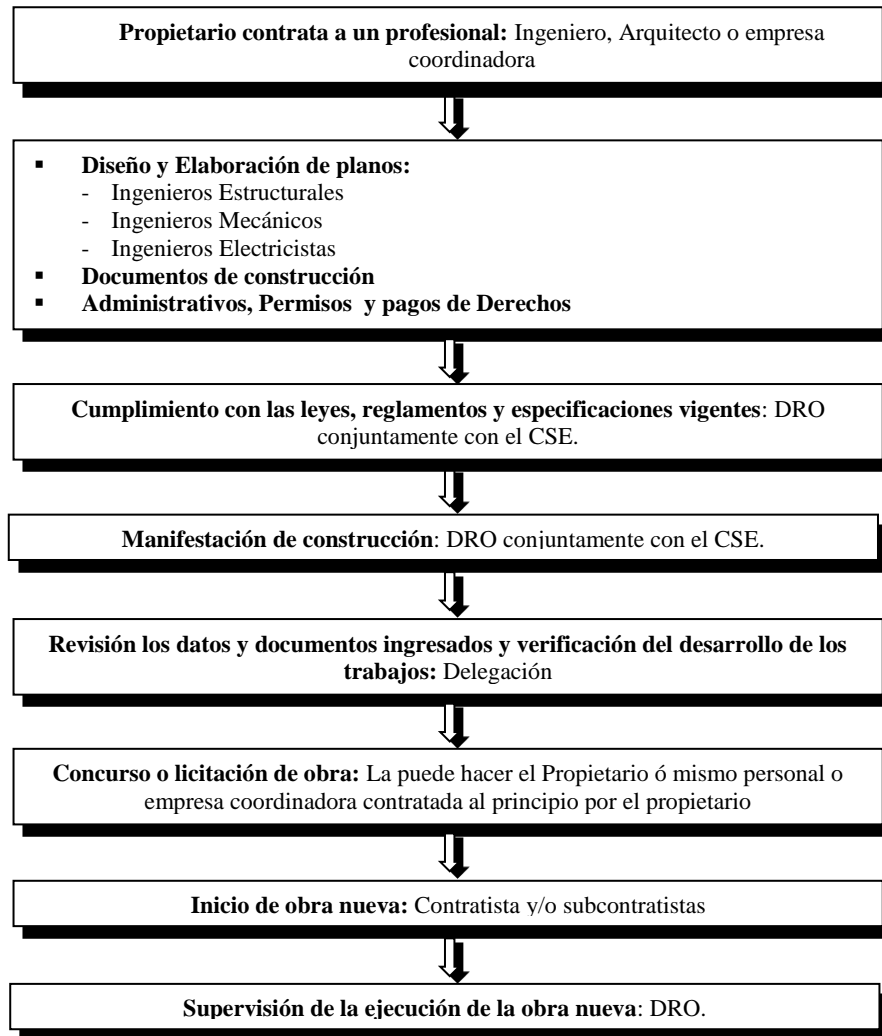 Propietario contrata a un profesional: Ingeniero, Arquitecto o empresa
coordinadora
▪ Diseño y Elaboración de planos:
- Ingenieros Estructurales
- Ingenieros Mecánicos
- Ingenieros Electricistas
▪ Documentos de construcción
▪ Administrativos, Permisos y pagos de Derechos
Cumplimiento con las leyes, reglamentos y especificaciones vigentes: DRO
conjuntamente con el CSE.
Manifestación de construcción: DRO conjuntamente con el CSE.
Revisión los datos y documentos ingresados y verificación del desarrollo de los
trabajos: Delegación
Concurso o licitación de obra: La puede hacer el Propietario ó mismo personal o
empresa coordinadora contratada al principio por el propietario
Inicio de obra nueva: Contratista y/o subcontratistas
Supervisión de la ejecución de la obra nueva: DRO.